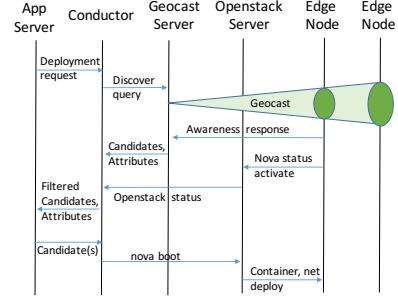 App
Server
Conductor
Geocast
Server
Openstack
Server
Edge
Node
Edge
Node
Deployment
request
Discover
query
Geocast
Awareness response
Candidates,
Attributes
Nova status
activate
Filtered
Candidates,
Attributes
Openstack status
Candidate(s)
nova boot
Container, net
deploy